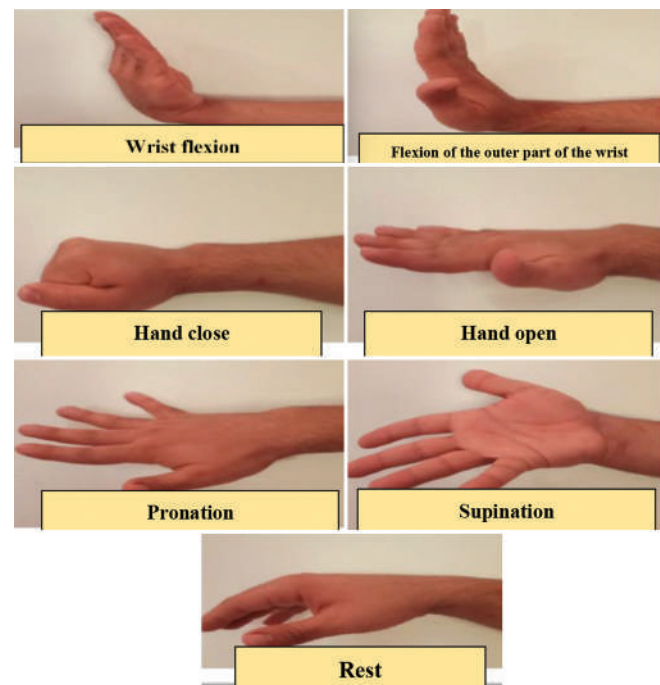 Wrist flexion
Flexion of the outer part of the wrist
Hand close
Hand open
Pronation
Supination
Rest